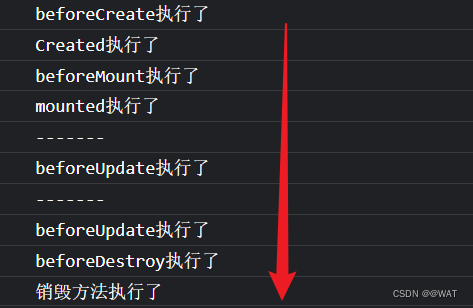 beforeCreate执行了
Created执行了
beforeMount执行了
mounted执行了
-------
beforeUpdate执行了
-------
beforeUpdate执行了
beforeDestroy执行了
销毁方法执行了
CSDN @@WAT